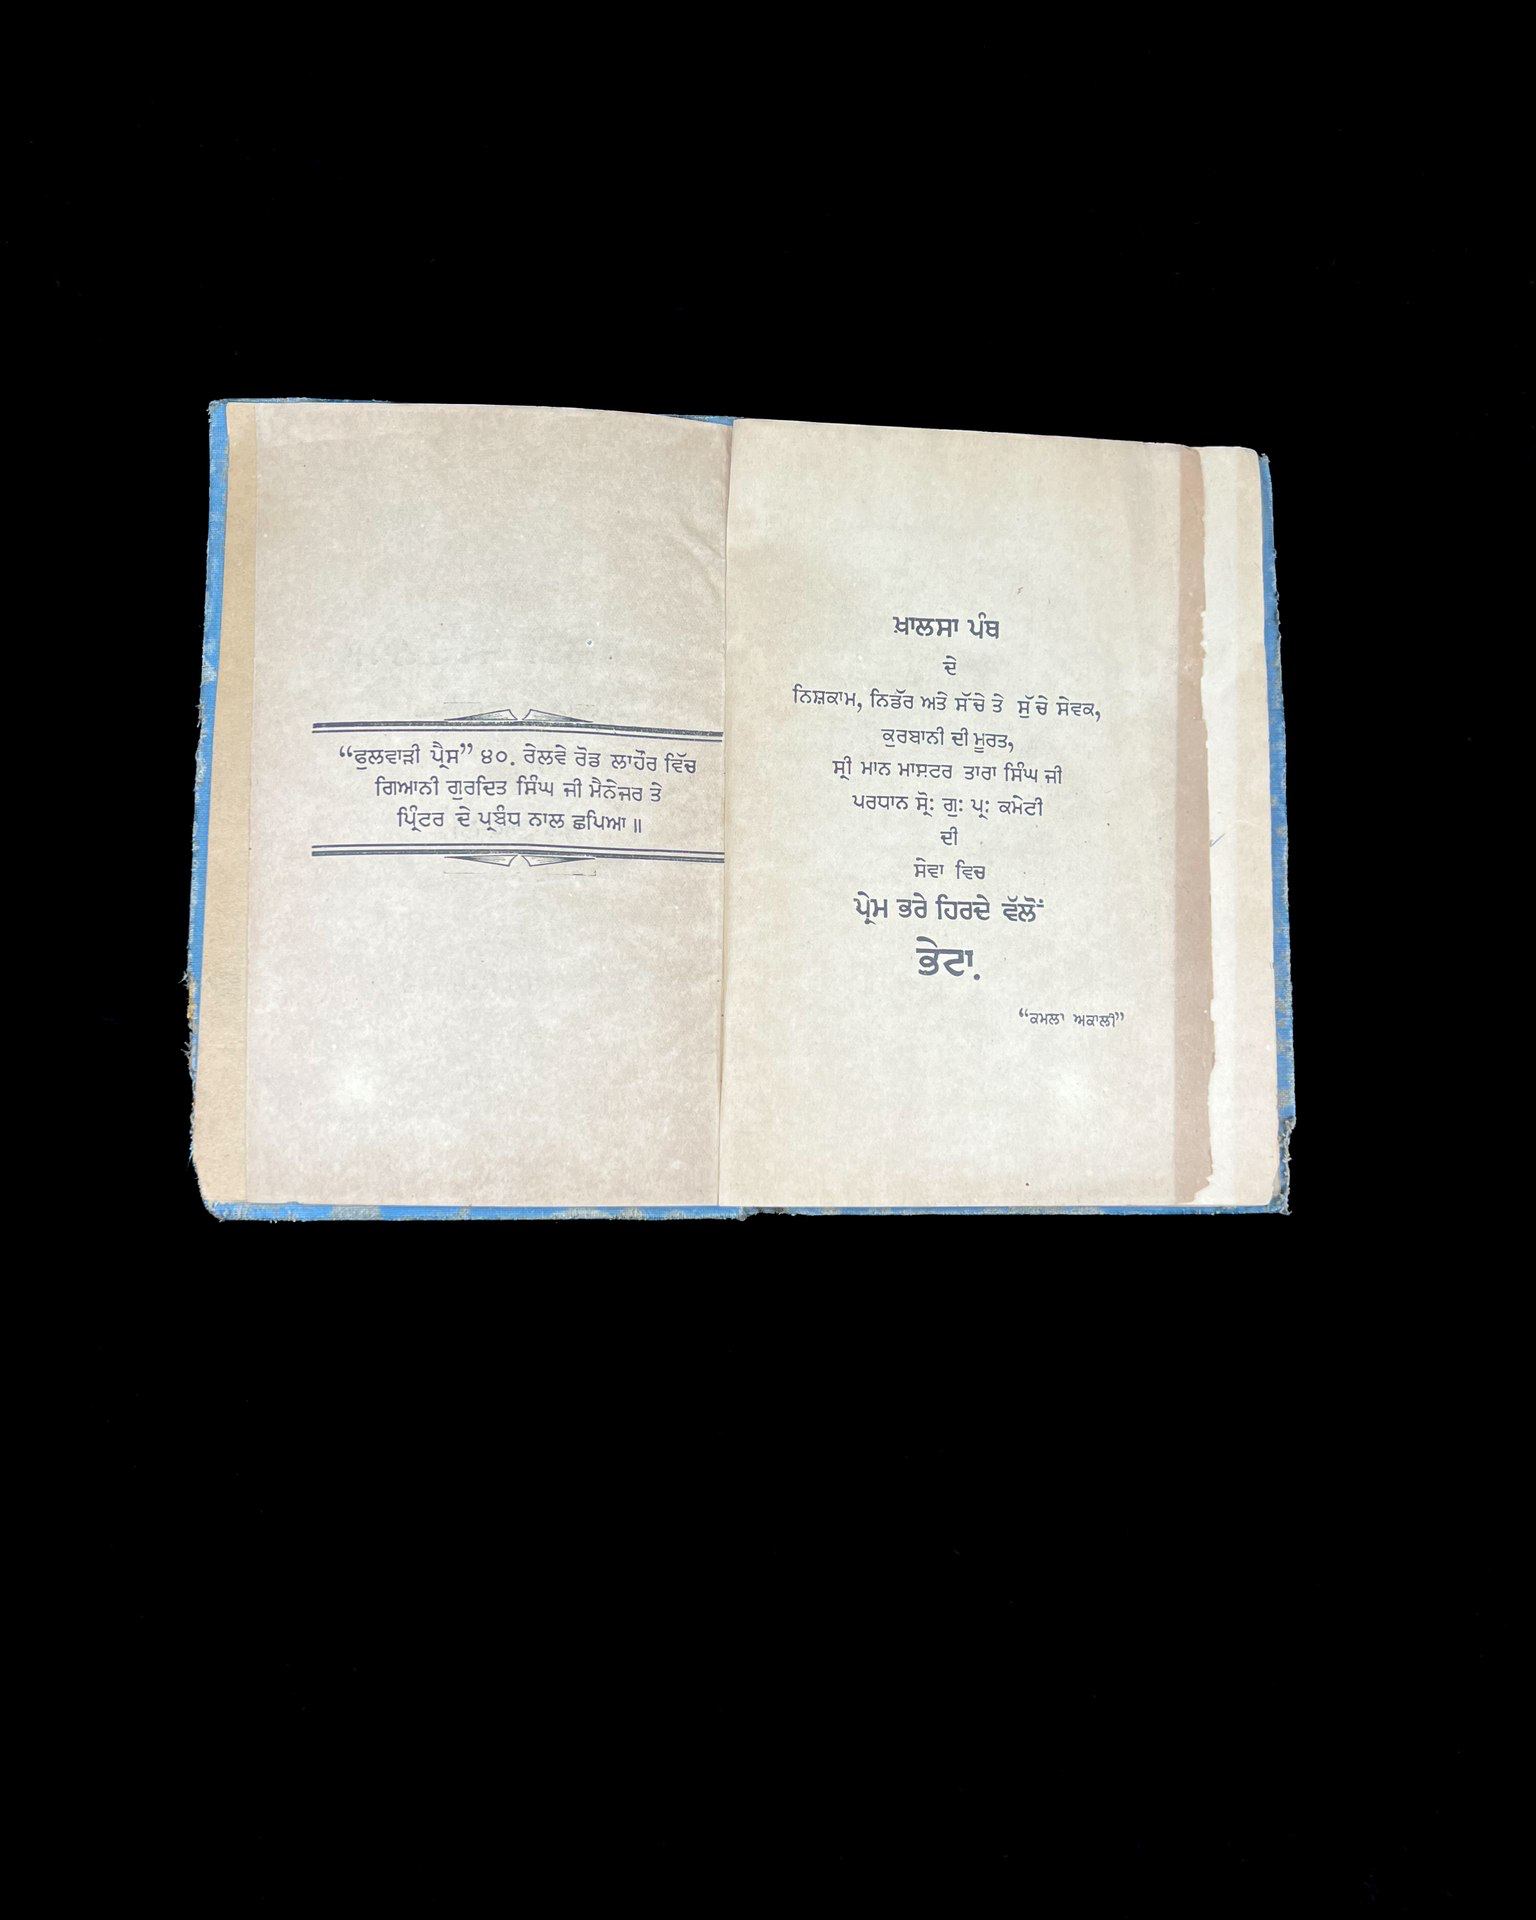 “ਫੁਲਵਾੜੀ ਪ੍ਰੈਸ” ੪੦. ਰੇਲਵੇ ਰੋਡ ਲਾਹੌਰ ਵਿੱਚ
ਗਿਆਨੀ ਗੁਰਦਿਤ ਸਿੰਘ ਜੀ ਮੈਨੇਜਰ ਤੇ
ਪ੍ਰਿੰਟਰ ਦੇ ਪ੍ਰਬੰਧ ਨਾਲ ਛਪਿਆ ॥
ਖ਼ਾਲਸਾ ਪੰਥ
ਦੇ
ਨਿਸ਼ਕਾਮ, ਨਿਡੱਰ ਅਤੇ ਸੱਚੇ ਤੇ ਸੁੱਚੇ ਸੇਵਕ,
ਕੁਰਬਾਨੀ ਦੀ ਮੂਰਤ,
ਸ੍ਰੀ ਮਾਨ ਮਾਸ਼ਟਰ ਤਾਰਾ ਸਿੰਘ ਜੀ
ਪਰਧਾਨ ਸ਼੍ਰੋ: ਗੁ: ਪ੍ਰ: ਕਮੇਟੀ
ਦੀ
ਸੇਵਾ ਵਿਚ
ਪ੍ਰੇਮ ਭਰੇ ਹਿਰਦੇ ਵੱਲੋਂ
ਭੇਟਾ.
“ਕਮਲਾ ਅਕਾਲੀ”